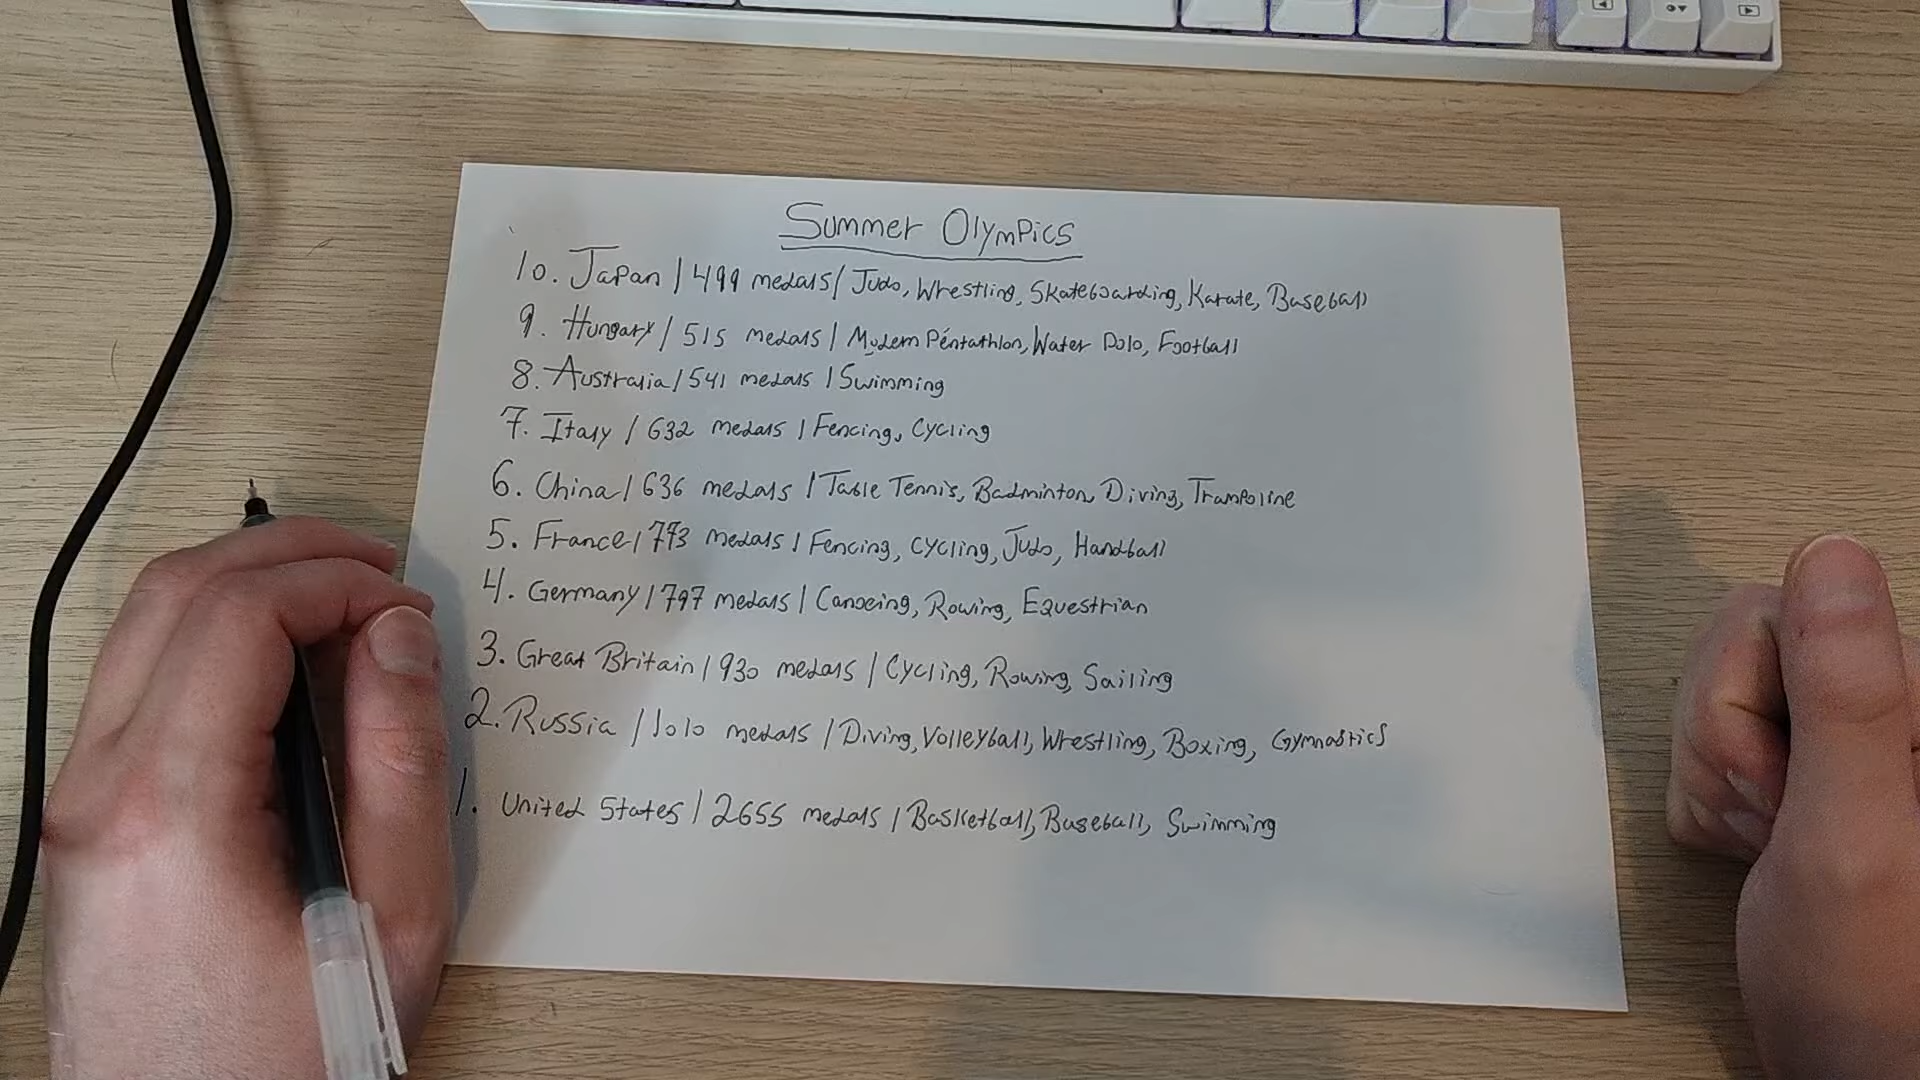 Summer Olympics
10. Japan / 499 medals / Judo, Wrestling, Skateboarding, Karate, Baseball
9. Hungary / 515 medals / Modern Pentathlon, Water Polo, Football
8. Australia / 541 medals / Swimming
7. Italy / 632 medals / Fencing, Cycling
6. China / 636 medals / Table Tennis, Badminton, Diving, Trampoline
5. France / 773 medals / Fencing, Cycling, Judo, Handball
4. Germany / 797 medals / Canoeing, Rowing, Equestrian
3. Great Britain / 930 medals / Cycling, Rowing, Sailing
2. Russia / 1010 medals / Diving, Volleyball, Wrestling, Boxing, Gymnastics
1. United States / 2655 medals / Basketball, Baseball, Swimming